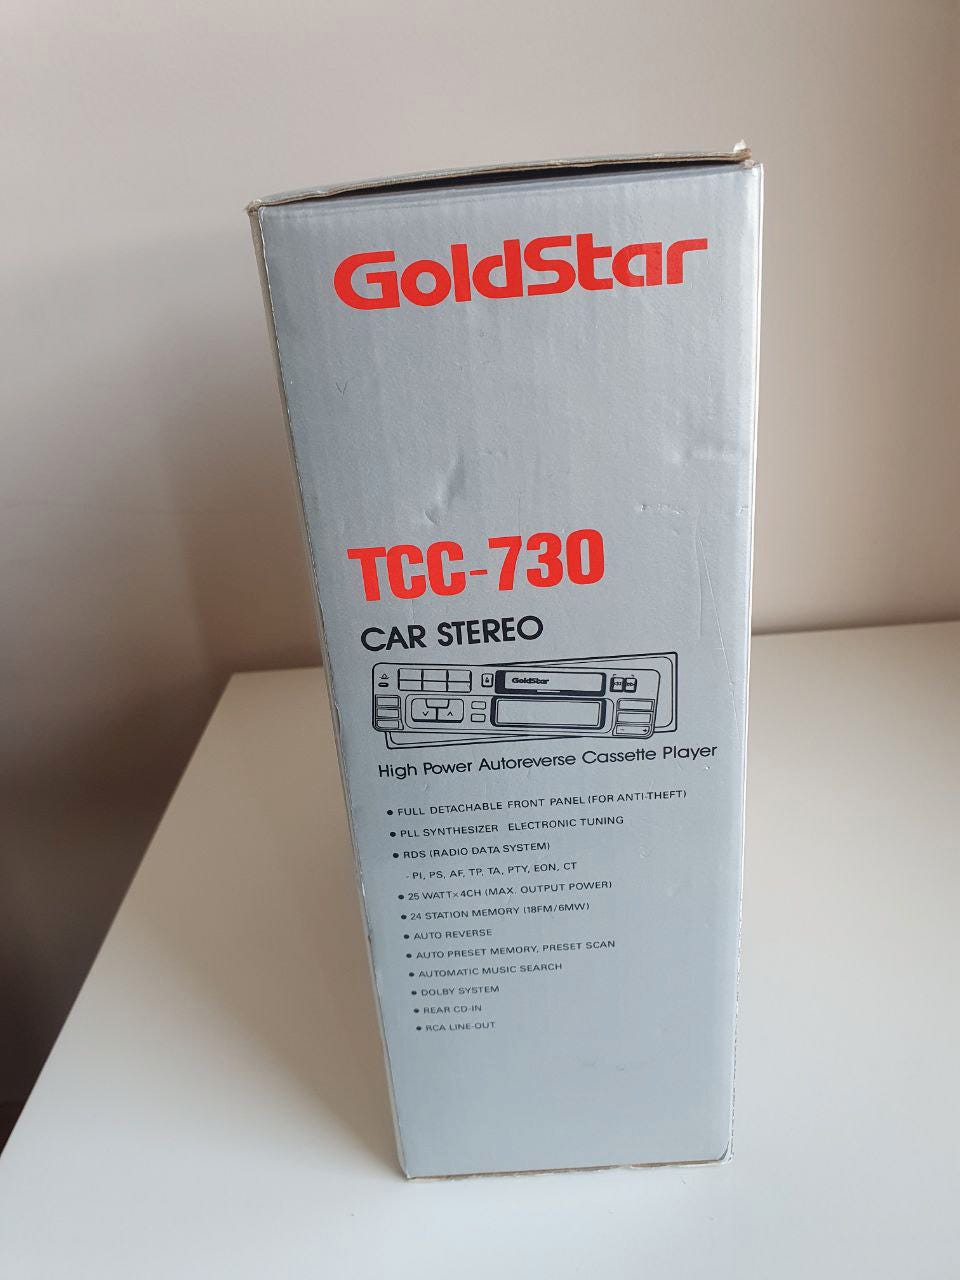 GoldStar
TCC-730
CAR STEREO
GoldStar
High Power Autoreverse Cassette Player
● FULL DETACHABLE FRONT PANEL (FOR ANTI-THEFT)
● PLL SYNTHESIZER ELECTRONIC TUNING
● RDS (RADIO DATA SYSTEM)
- PI, PS, AF, TP, TA, PTY, EON, CT
● 25 WATT×4CH (MAX. OUTPUT POWER)
● 24 STATION MEMORY (18FM/6MW)
● AUTO REVERSE
● AUTO PRESET MEMORY, PRESET SCAN
● AUTOMATIC MUSIC SEARCH
● DOLBY SYSTEM
● REAR CD-IN
● RCA LINE-OUT